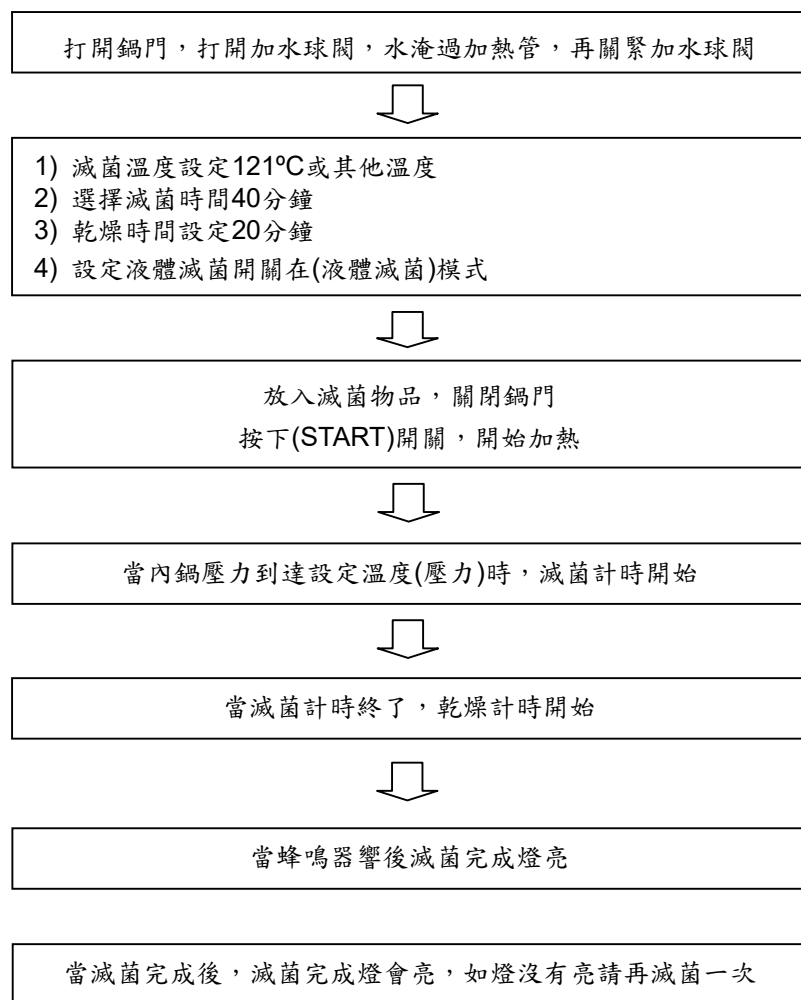 打開鍋門，打開加水球閥，水淹過加熱管，再關緊加水球閥
1) 滅菌溫度設定121ºC或其他溫度
2) 選擇滅菌時間40分鐘
3) 乾燥時間設定20分鐘
4) 設定液體滅菌開關在(液體滅菌)模式
放入滅菌物品，關閉鍋門
按下(START)開關，開始加熱
當內鍋壓力到達設定溫度(壓力)時，滅菌計時開始
當滅菌計時終了，乾燥計時開始
當蜂鳴器響後滅菌完成燈亮
當滅菌完成後，滅菌完成燈會亮，如燈沒有亮請再滅菌一次